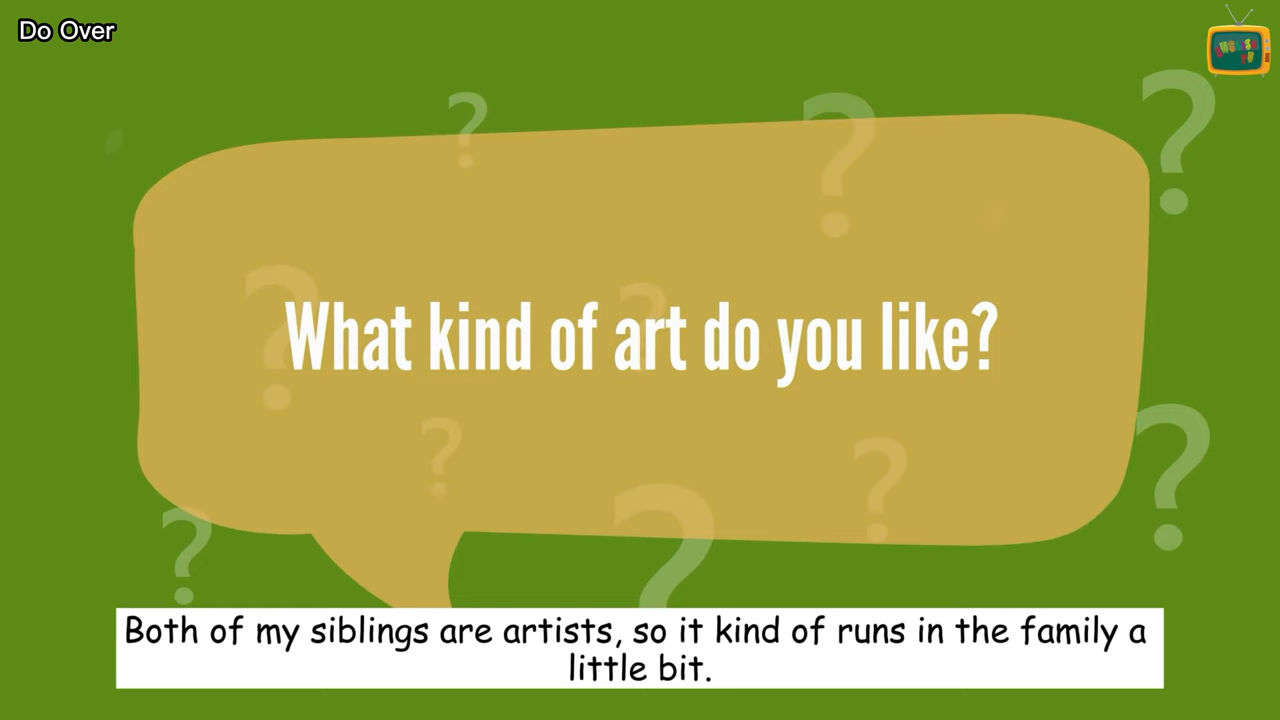 Do Over
What kind of art do you like?
Both of my siblings are artists, so it kind of runs in the family a
little bit.